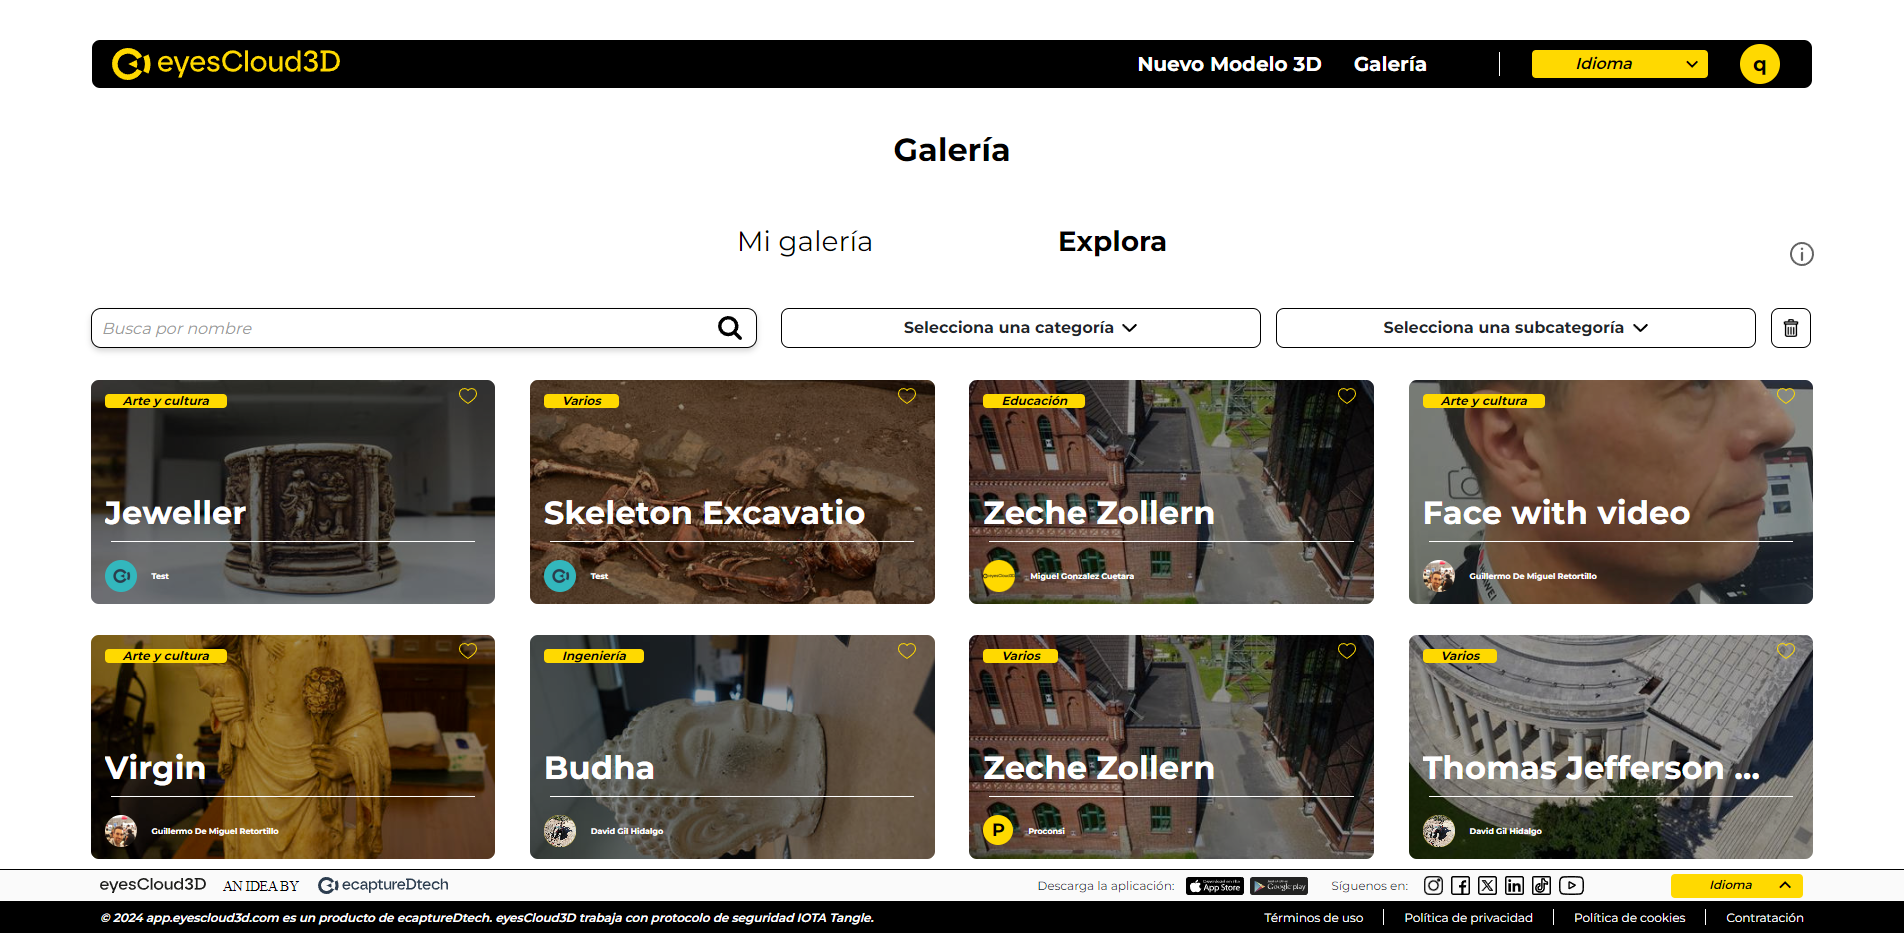 eyesCloud3D
Nuevo Modelo 3D Galería Idioma q
Galería
Mi galería Explora
Busca por nombre Selecciona una categoría Selecciona una subcategoría
Arte y cultura
Jeweller
Test
Varios
Skeleton Excavatio
Test
Educación
Zeche Zollern
eyesCloud3D
Miguel Gonzalez Cuetara
Arte y cultura
Face with video
Guillermo De Miguel Retortillo
Arte y cultura
Virgin
Guillermo De Miguel Retortillo
Ingeniería
Budha
David Gil Hidalgo
Varios
Zeche Zollern
P Proconsi
Varios
Thomas Jefferson ...
David Gil Hidalgo
eyesCloud3D AN IDEA BY ecaptureDtech Descarga la aplicación: App Store Google play Síguenos en: Idioma
© 2024 app.eyescloud3d.com es un producto de ecaptureDtech. eyesCloud3D trabaja con protocolo de seguridad IOTA Tangle. Términos de uso Política de privacidad Política de cookies Contratación